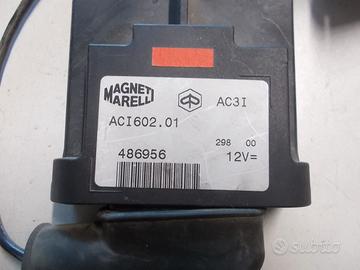 MAGNETI
MARELLI
AC3I
ACI602.01
298 00
486956
12V=
subito